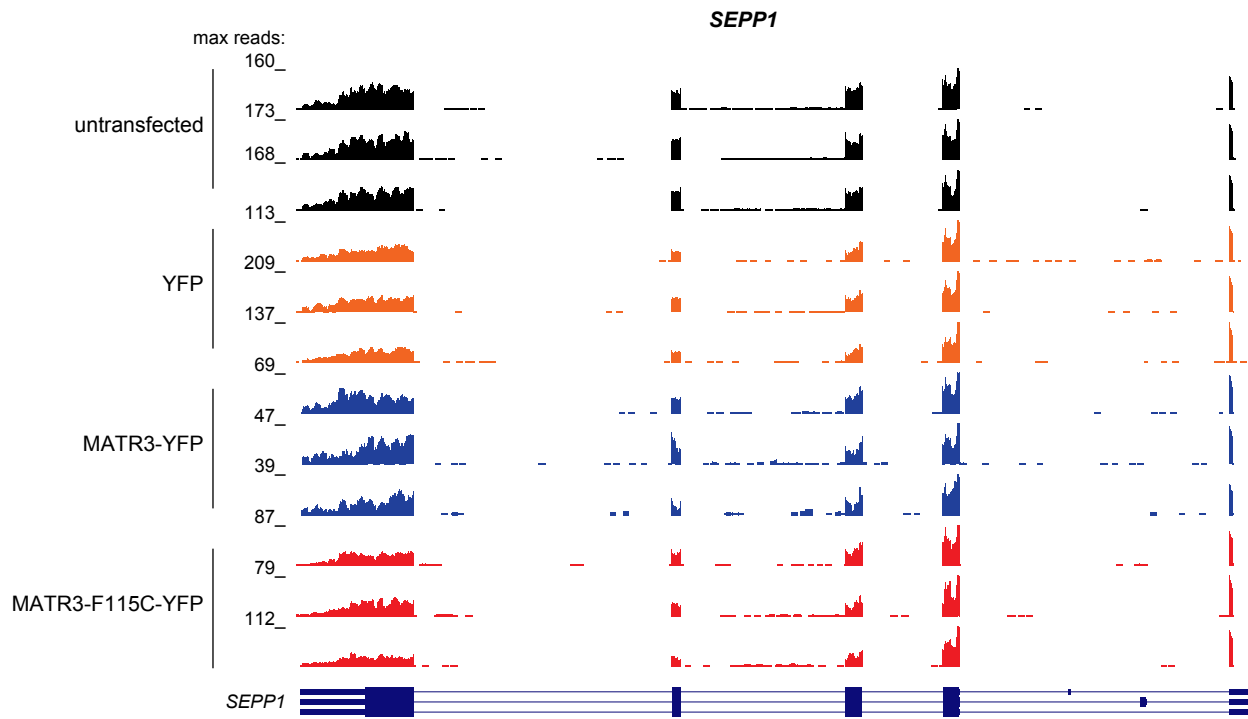 SEPP1
max reads:
160_
173_
untransfected
168_
113_
209_
YFP
137_
69_
47_
MATR3-YFP
39_
87_
79_
MATR3-F115C-YFP
112_
SEPP1